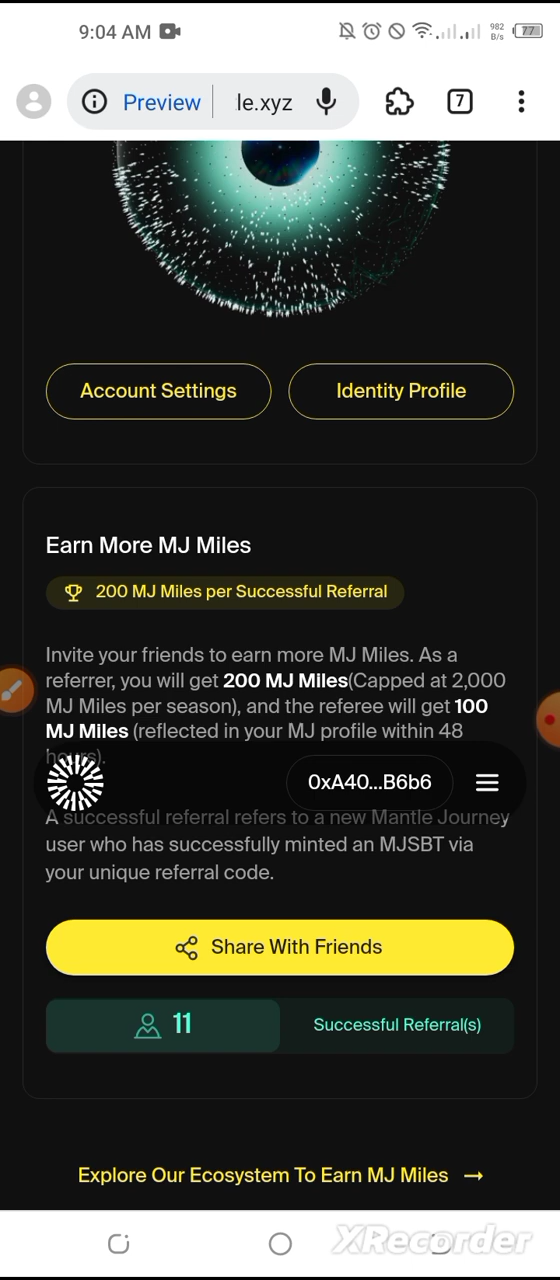 9:04 AM
982
B/s
77
Preview
le.xyz
7
Account Settings
Identity Profile
Earn More MJ Miles
200 MJ Miles per Successful Referral
Invite your friends to earn more MJ Miles. As a
referrer, you will get 200 MJ Miles(Capped at 2,000
MJ Miles per season), and the referee will get 100
MJ Miles (reflected in your MJ profile within 48
hours).
0xA40...B6b6
A successful referral refers to a new Mantle Journey
user who has successfully minted an MJSBT via
your unique referral code.
Share With Friends
11
Successful Referral(s)
Explore Our Ecosystem To Earn MJ Miles →
XRecorder